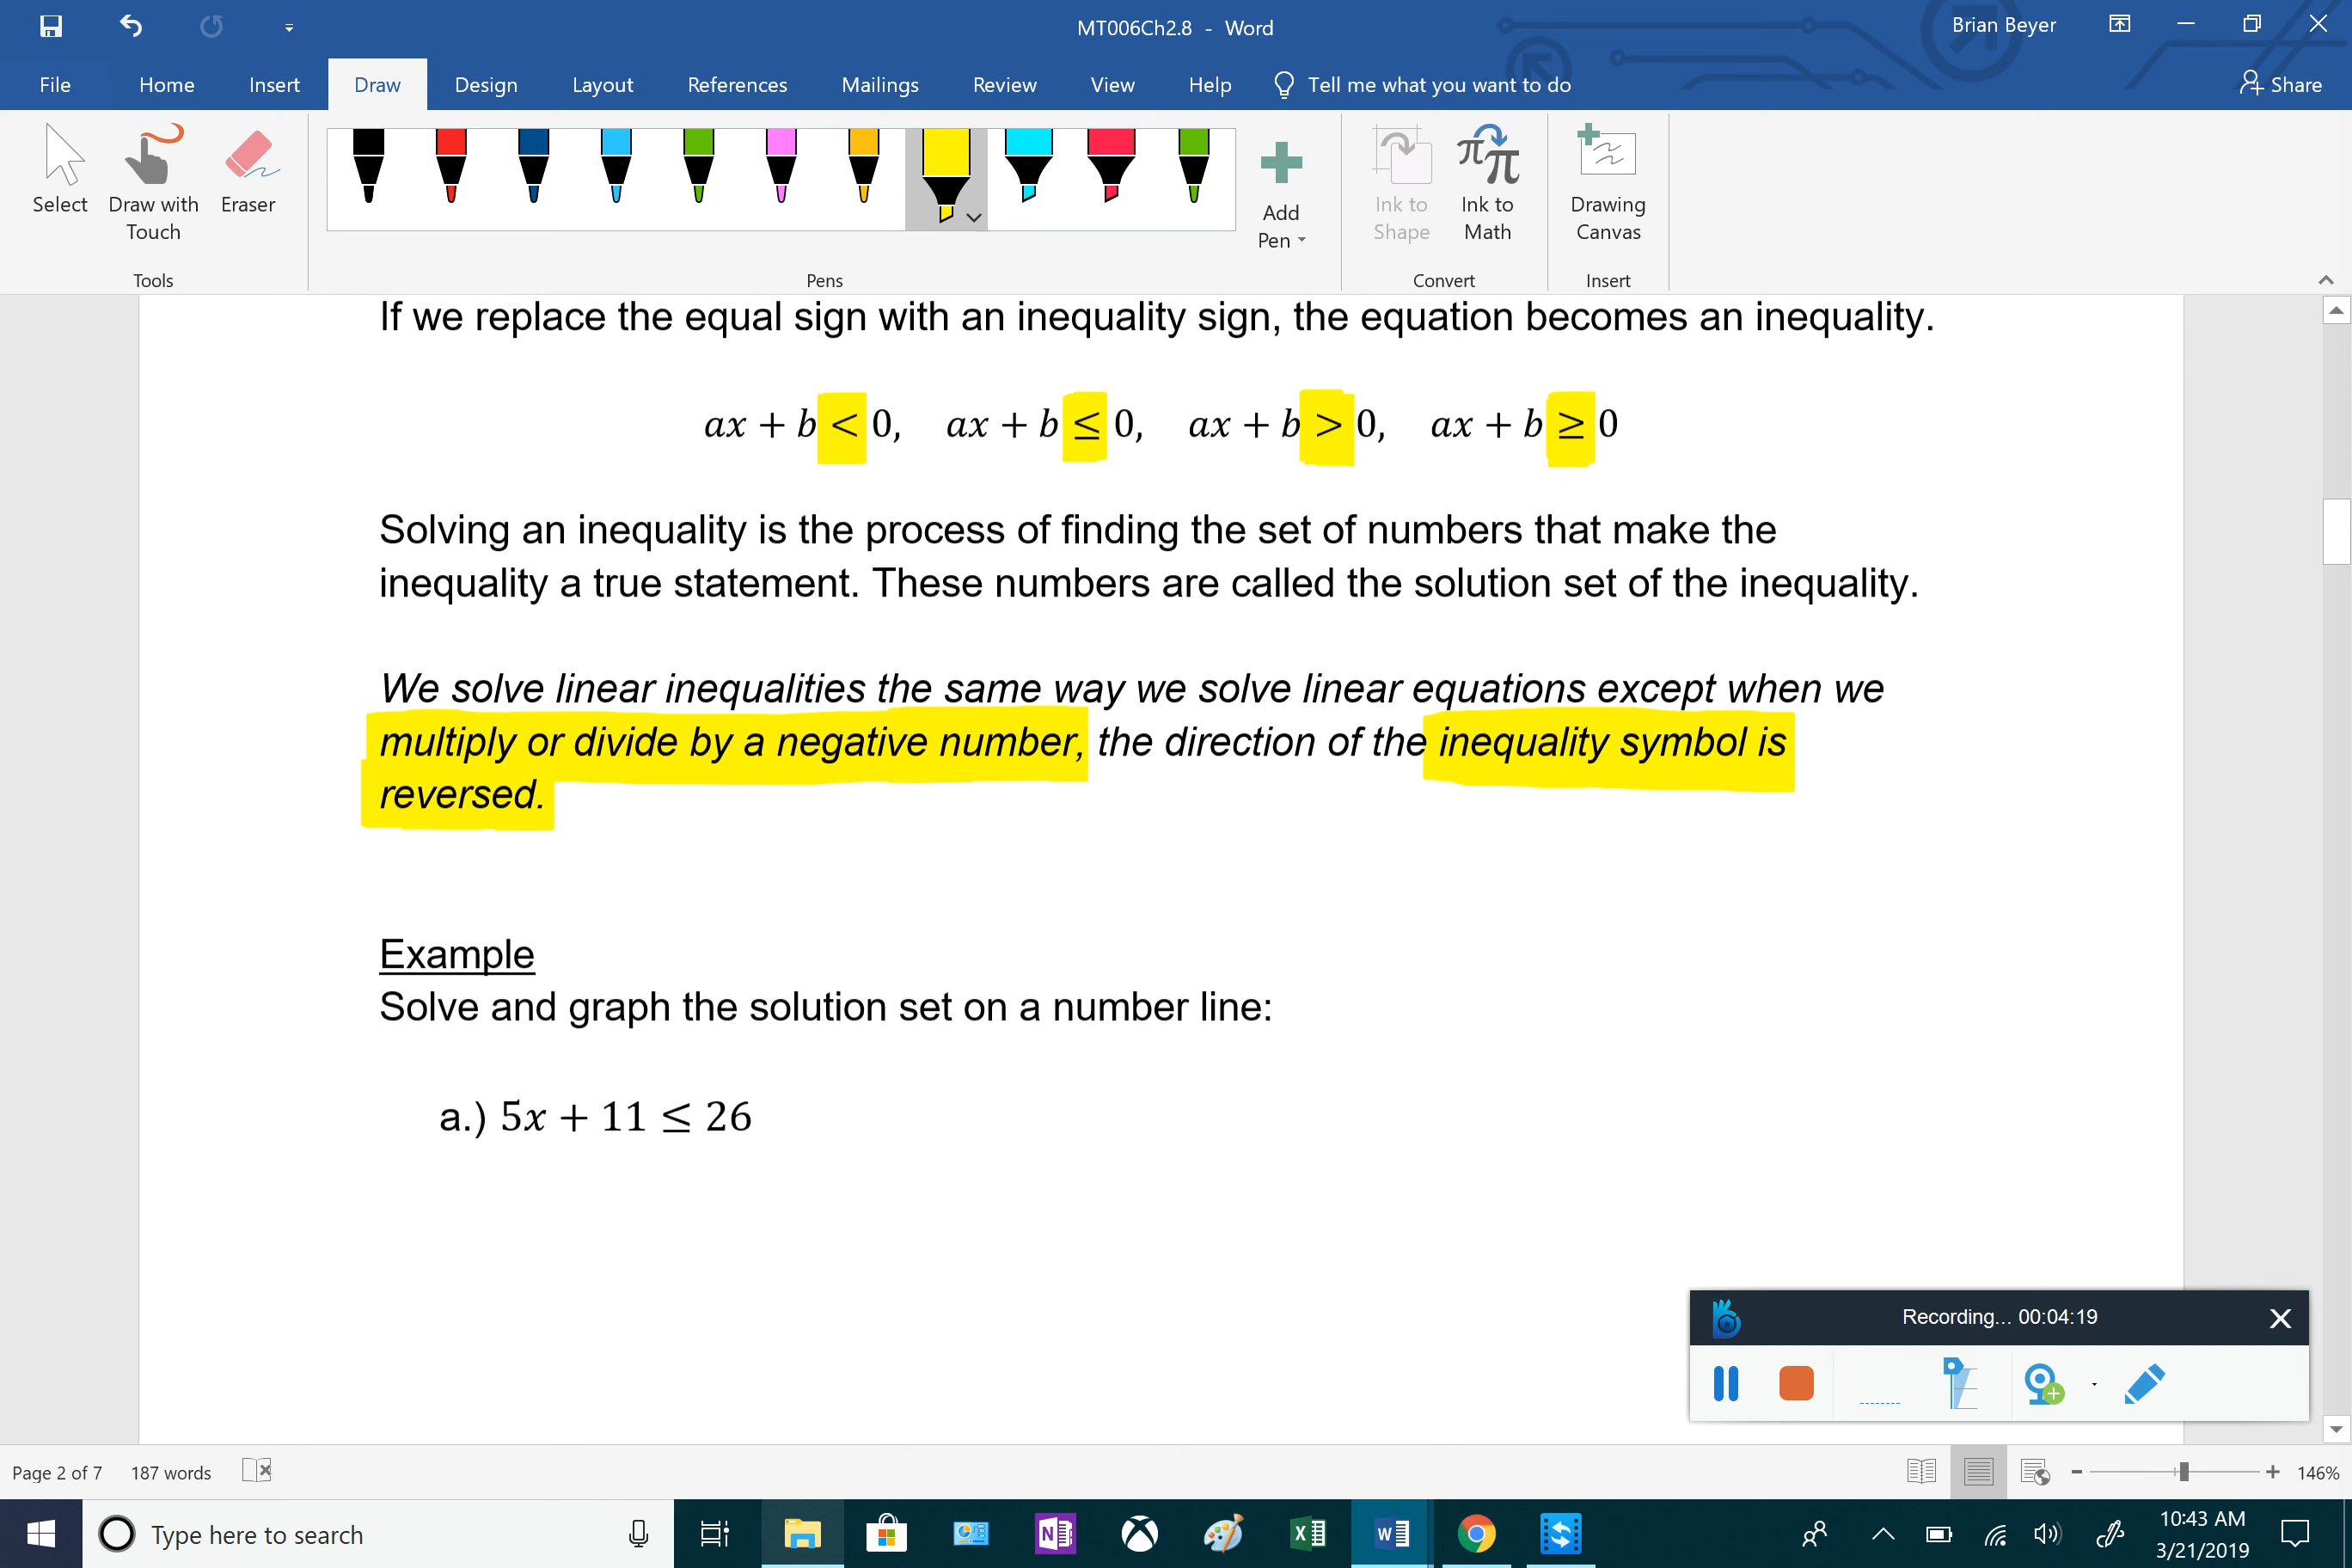 MT006Ch2.8 - Word
Brian Beyer
File Home Insert Draw Design Layout References Mailings Review View Help Tell me what you want to do Share
Select Draw with Touch Eraser
Add Pen
Ink to Shape Ink to Math
Drawing Canvas
Tools Pens Convert Insert
If we replace the equal sign with an inequality sign, the equation becomes an inequality.
ax + b < 0, ax + b ≤ 0, ax + b > 0, ax + b ≥ 0
Solving an inequality is the process of finding the set of numbers that make the
inequality a true statement. These numbers are called the solution set of the inequality.
We solve linear inequalities the same way we solve linear equations except when we
multiply or divide by a negative number, the direction of the inequality symbol is
reversed.
Example
Solve and graph the solution set on a number line:
a.) 5x + 11 ≤ 26
Recording... 00:04:19
Page 2 of 7 187 words
146%
Type here to search
10:43 AM
3/21/2019